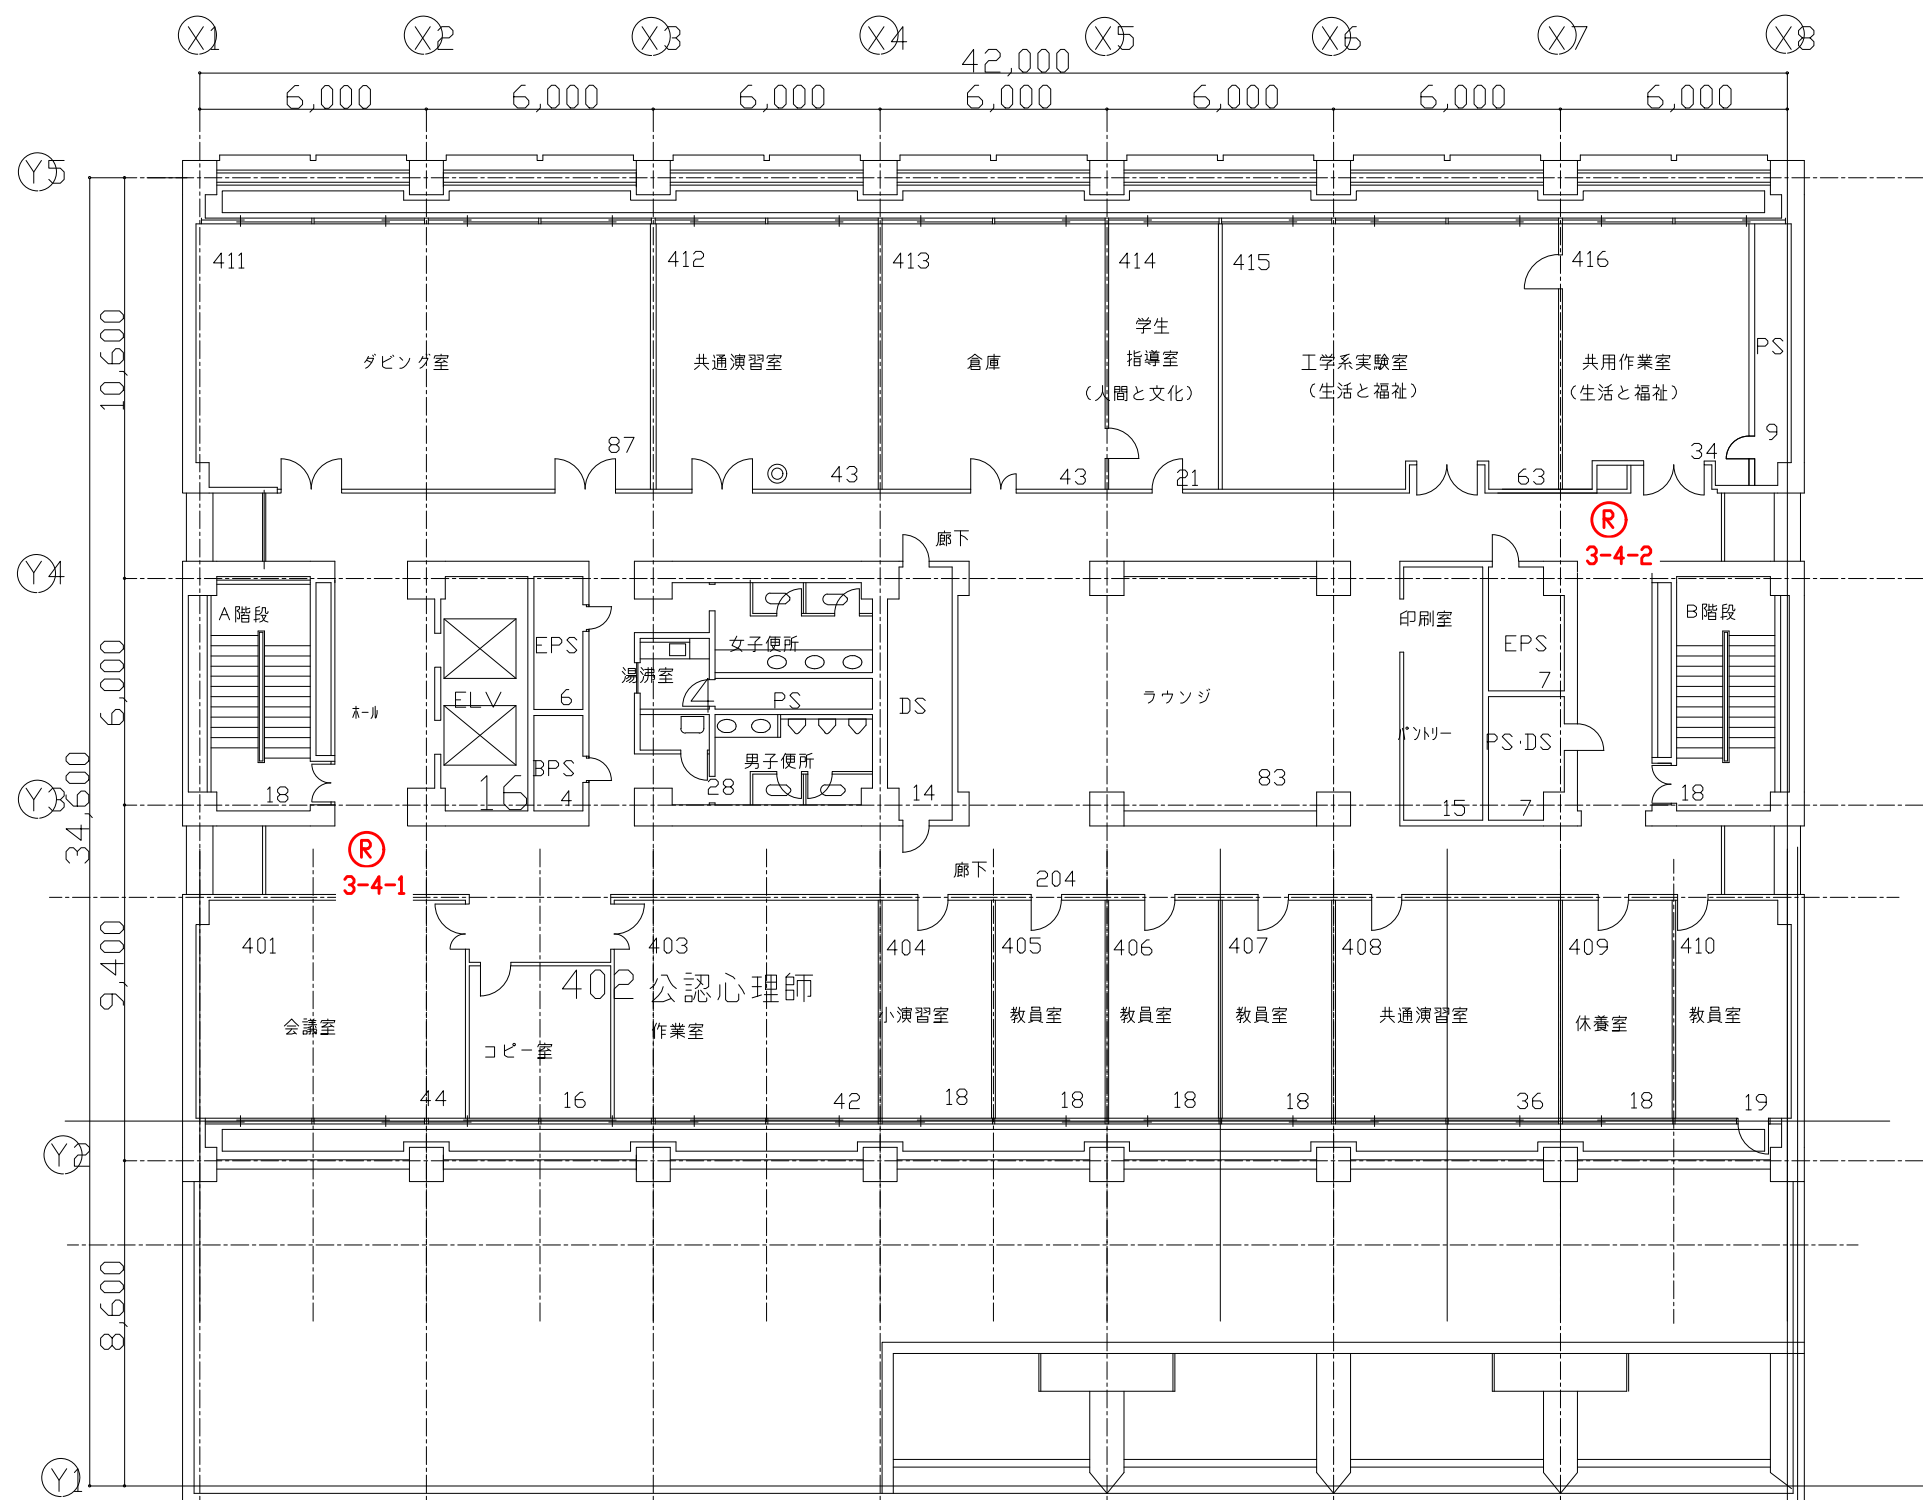 X1 X2 X3 X4 X5 X6 X7 X8
42,000
6,000 6,000 6,000 6,000 6,000 6,000 6,000
Y5
411 412 413 414 415 416
学生
指導室
(人間と文化)
ダビング室
共通演習室
倉庫
工学系実験室
(生活と福祉)
共用作業室
(生活と福祉)
PS
9
10,600
87 43 43 21 63 34
廊下
Ⓡ
3-4-2
Y4
A階段
EPS
女子便所
湯沸室
印刷室
EPS
B階段
6,000
ホール
ELV
6
PS
DS
ラウンジ
7
パントリー
PS·DS
BPS
男子便所
18
16
4
28
14
83
15
7
18
Y3
34,600
Ⓡ
3-4-1
廊下
204
401 403 404 405 406 407 408 409 410
402 公認心理師
9,400
会議室
コピー室
作業室
小演習室
教員室
教員室
教員室
共通演習室
休養室
教員室
44 16 42 18 18 18 18 36 18 19
Y2
8,600
Y1